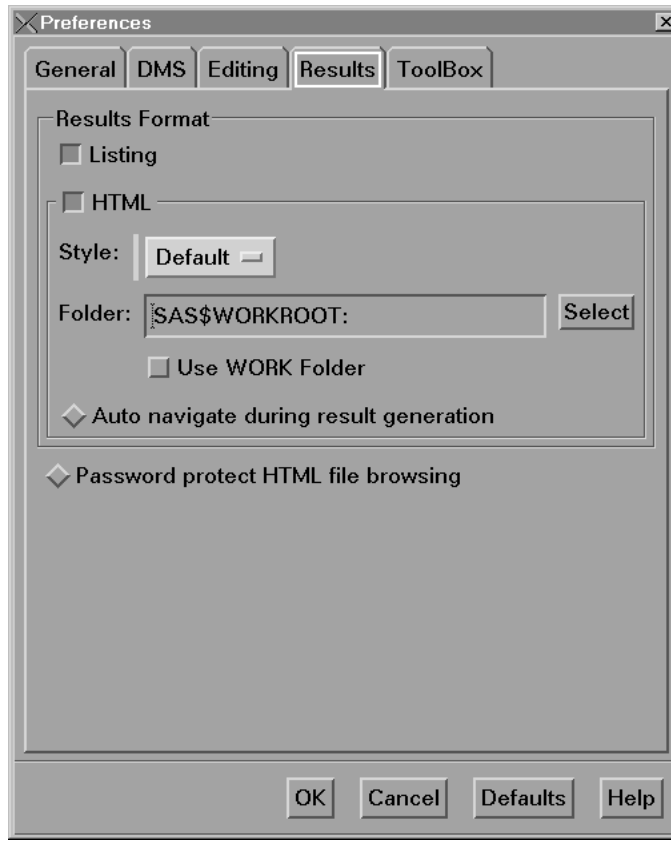 Preferences
General DMS Editing Results ToolBox
Results Format
Listing
HTML
Style: Default
Folder: SAS$WORKROOT: Select
Use WORK Folder
Auto navigate during result generation
Password protect HTML file browsing
OK Cancel Defaults Help